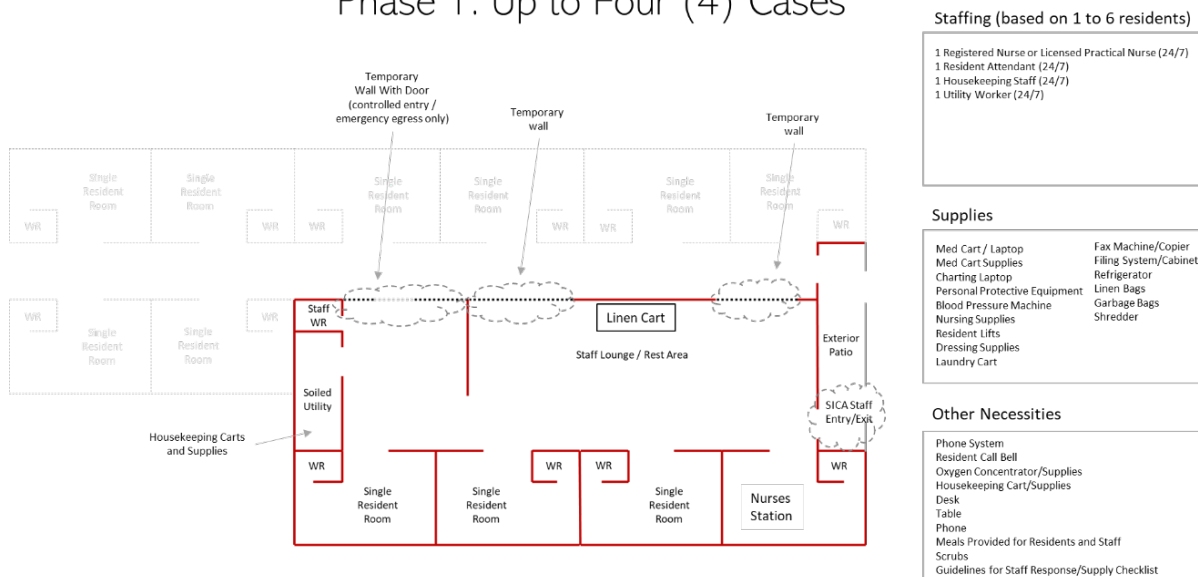 Phase 1: Up to Four (4) Cases
Staffing (based on 1 to 6 residents)
1 Registered Nurse or Licensed Practical Nurse (24/7)
1 Resident Attendant (24/7)
1 Housekeeping Staff (24/7)
1 Utility Worker (24/7)
Supplies
Med Cart / Laptop
Med Cart Supplies
Charting Laptop
Personal Protective Equipment
Blood Pressure Machine
Nursing Supplies
Resident Lifts
Dressing Supplies
Laundry Cart
Fax Machine/Copier
Filing System/Cabinet
Refrigerator
Linen Bags
Garbage Bags
Shredder
Other Necessities
Phone System
Resident Call Bell
Oxygen Concentrator/Supplies
Housekeeping Cart/Supplies
Desk
Table
Phone
Meals Provided for Residents and Staff
Scrubs
Guidelines for Staff Response/Supply Checklist
Temporary
Wall With Door
(controlled entry /
emergency egress only)
Temporary
wall
Temporary
wall
Single
Resident
Room
Single
Resident
Room
Single
Resident
Room
Single
Resident
Room
Single
Resident
Room
Single
Resident
Room
WR
WR
WR
WR
WR
WR
WR
Single
Resident
Room
Single
Resident
Room
WR
Staff
WR
Linen Cart
Staff Lounge / Rest Area
Exterior
Patio
Soiled
Utility
SICA Staff
Entry/Exit
Housekeeping Carts
and Supplies
WR
WR
WR
WR
Single
Resident
Room
Single
Resident
Room
Single
Resident
Room
Nurses
Station